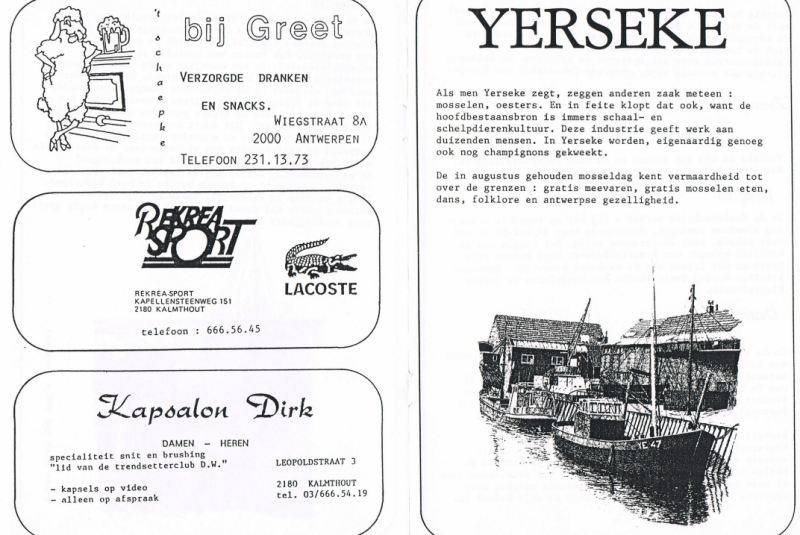 't schaepke
bij Greet
VERZORGDE DRANKEN
EN SNACKS.
WIEGSTRAAT 8A
2000 ANTWERPEN
TELEFOON 231.13.73
REKREA SPORT
REKREA-SPORT
KAPELLENSTEENWEG 151
2180 KALMTHOUT
telefoon : 666.56.45
LACOSTE
Kapsalon Dirk
DAMEN - HEREN
specialiteit snit en brushing
"lid van de trendsetterclub D.W."
- kapsels op video
- alleen op afspraak
LEOPOLDSTRAAT 3
2180 KALMTHOUT
tel. 03/666.54.19
YERSEKE
Als men Yerseke zegt, zeggen anderen zaak meteen :
mosselen, oesters. En in feite klopt dat ook, want de
hoofdbestaansbron is immers schaal- en
schelpdierenkultuur. Deze industrie geeft werk aan
duizenden mensen. In Yerseke worden, eigenaardig genoeg
ook nog champignons gekweekt.
De in augustus gehouden mosseldag kent vermaardheid tot
over de grenzen : gratis meevaren, gratis mosselen eten,
dans, folklore en antwerpse gezelligheid.
YE 47